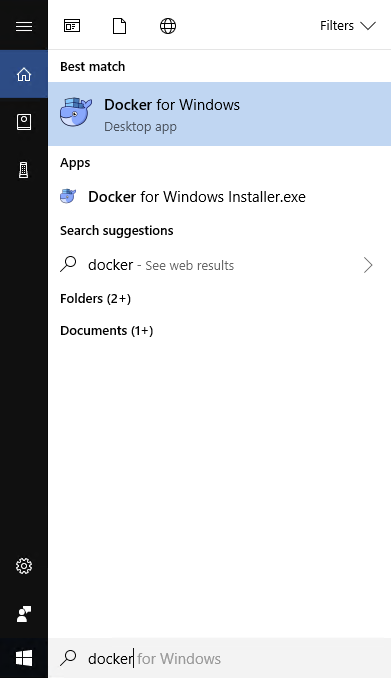 Filters
Best match
Docker for Windows
Desktop app
Apps
Docker for Windows Installer.exe
Search suggestions
docker - See web results
Folders (2+)
Documents (1+)
docker for Windows